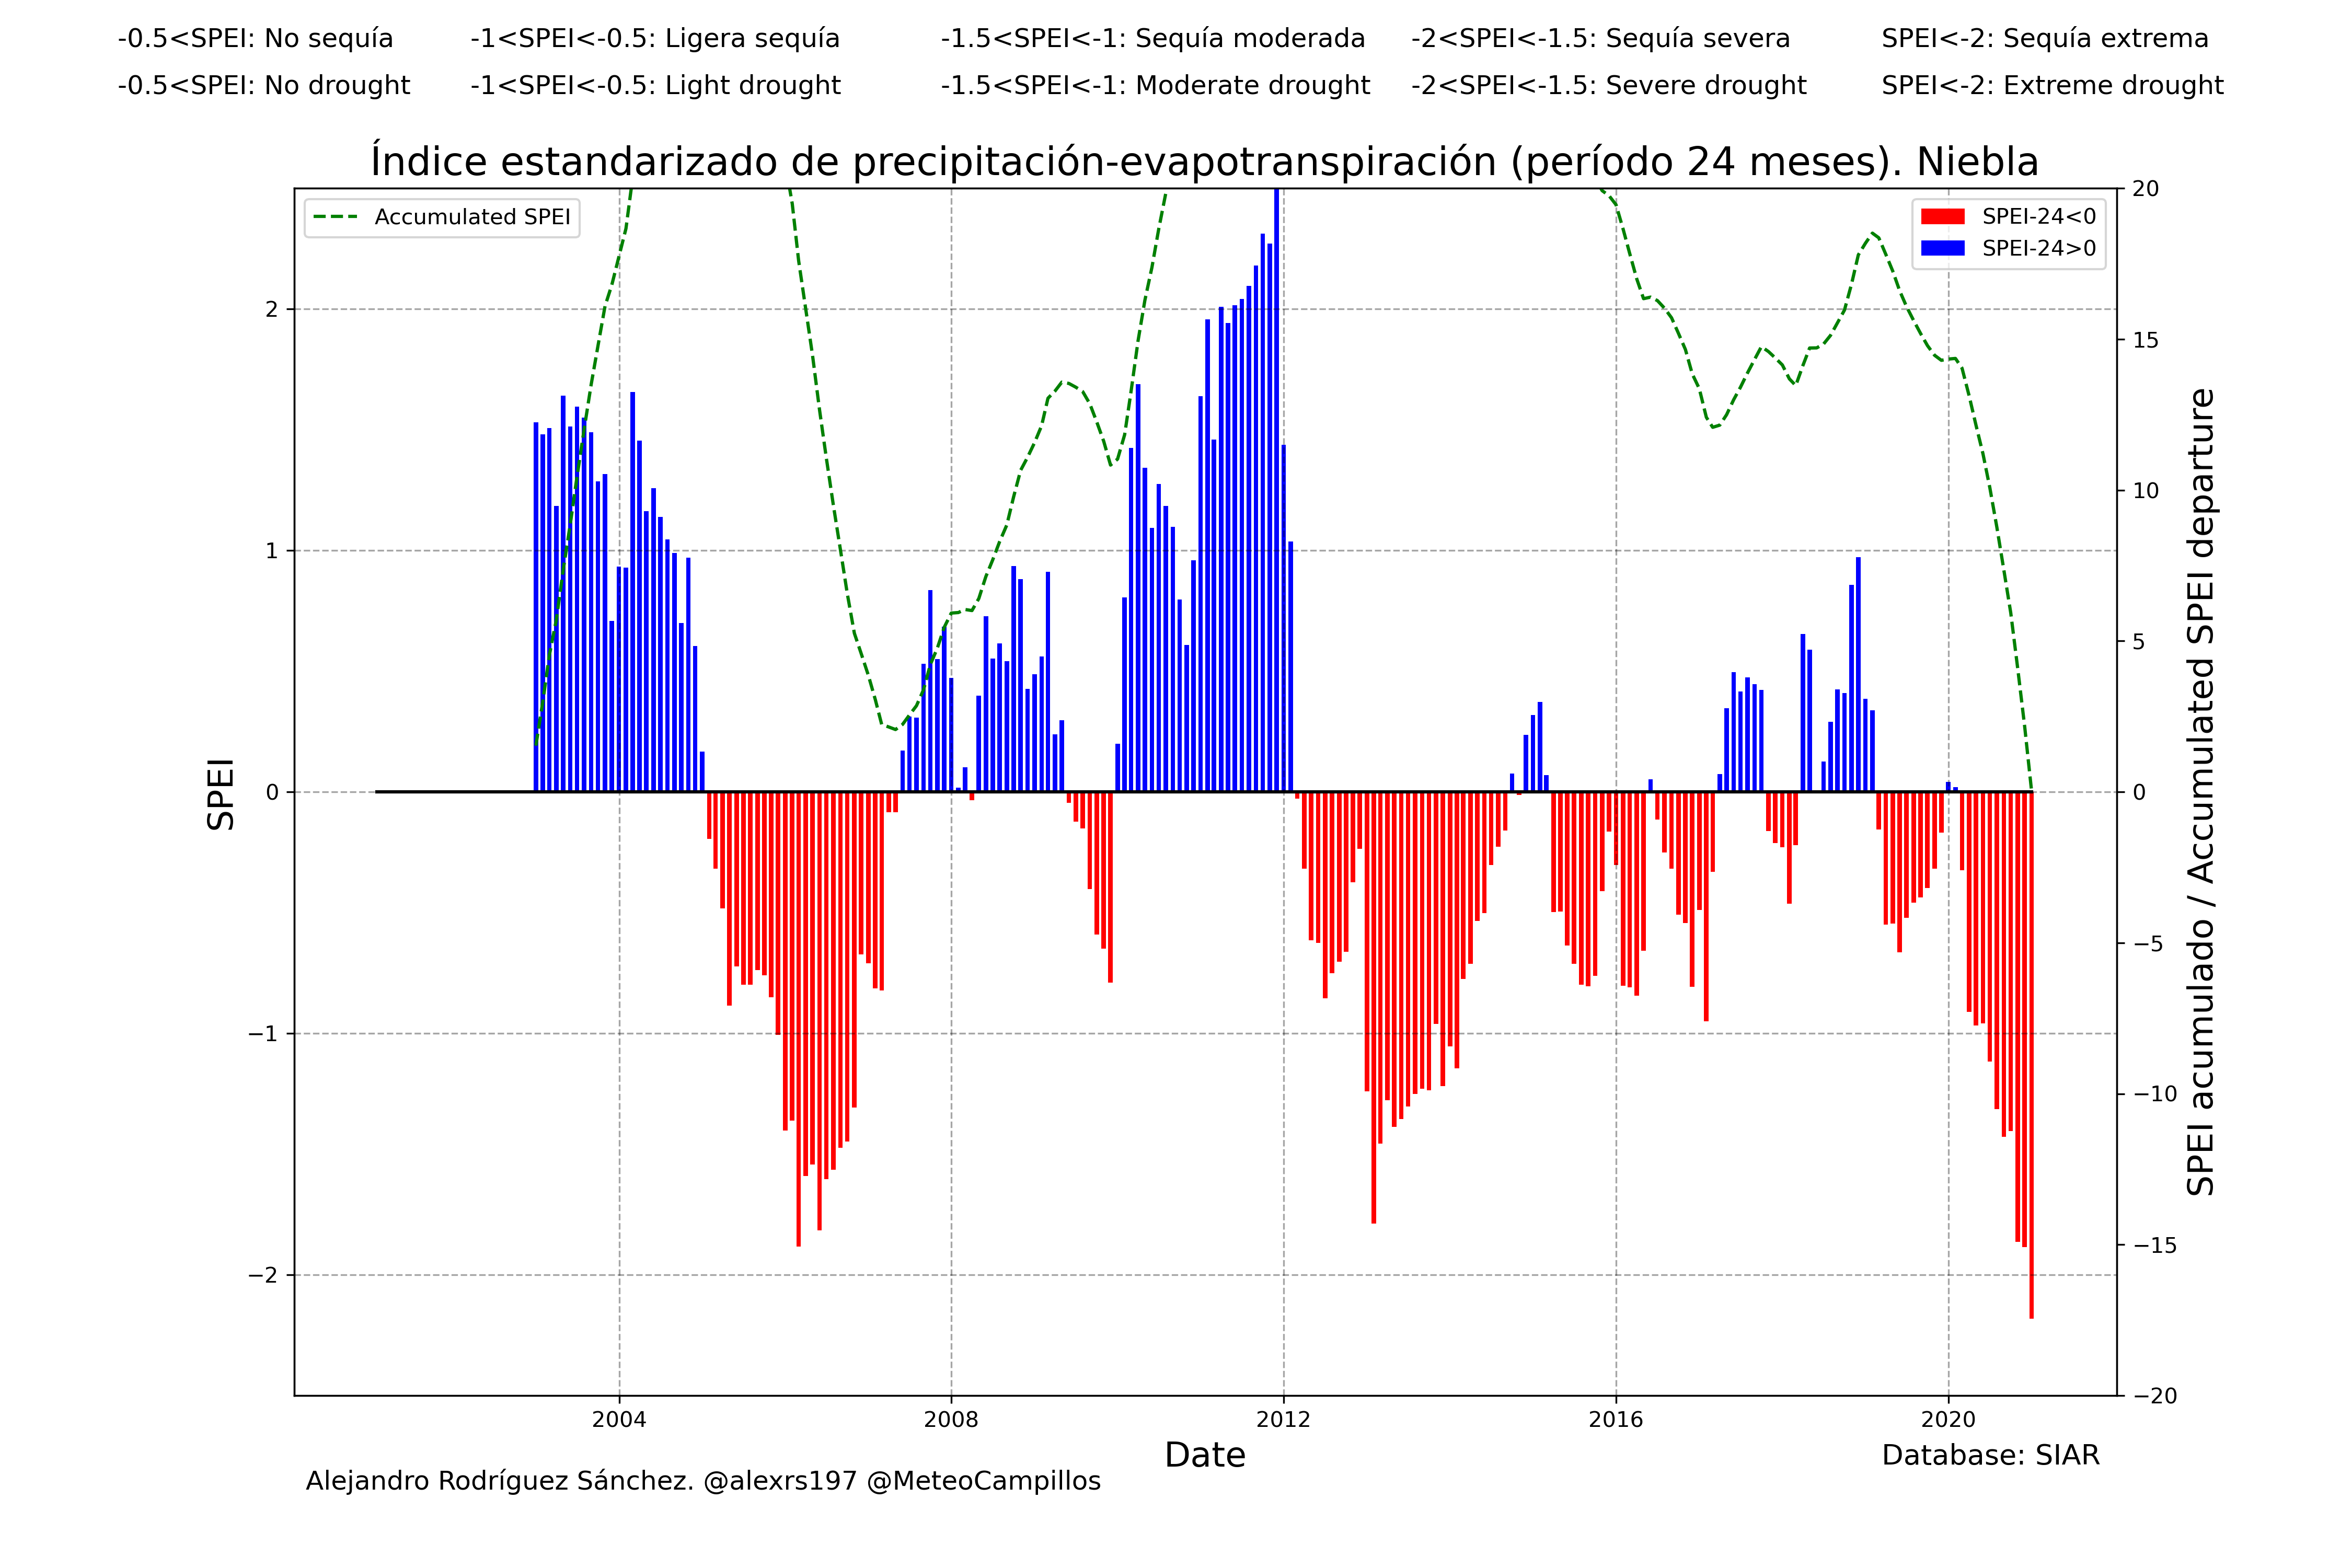 -0.5<SPEI: No sequía -1<SPEI<-0.5: Ligera sequía -1.5<SPEI<-1: Sequía moderada -2<SPEI<-1.5: Sequía severa SPEI<-2: Sequía extrema
-0.5<SPEI: No drought -1<SPEI<-0.5: Light drought -1.5<SPEI<-1: Moderate drought -2<SPEI<-1.5: Severe drought SPEI<-2: Extreme drought
Índice estandarizado de precipitación-evapotranspiración (período 24 meses). Niebla
Accumulated SPEI
SPEI-24<0
SPEI-24>0
SPEI
2
1
0
−1
−2
20
15
10
5
0
−5
−10
−15
−20
SPEI acumulado / Accumulated SPEI departure
2004 2008 2012 2016 2020
Date
Database: SIAR
Alejandro Rodríguez Sánchez. @alexrs197 @MeteoCampillos